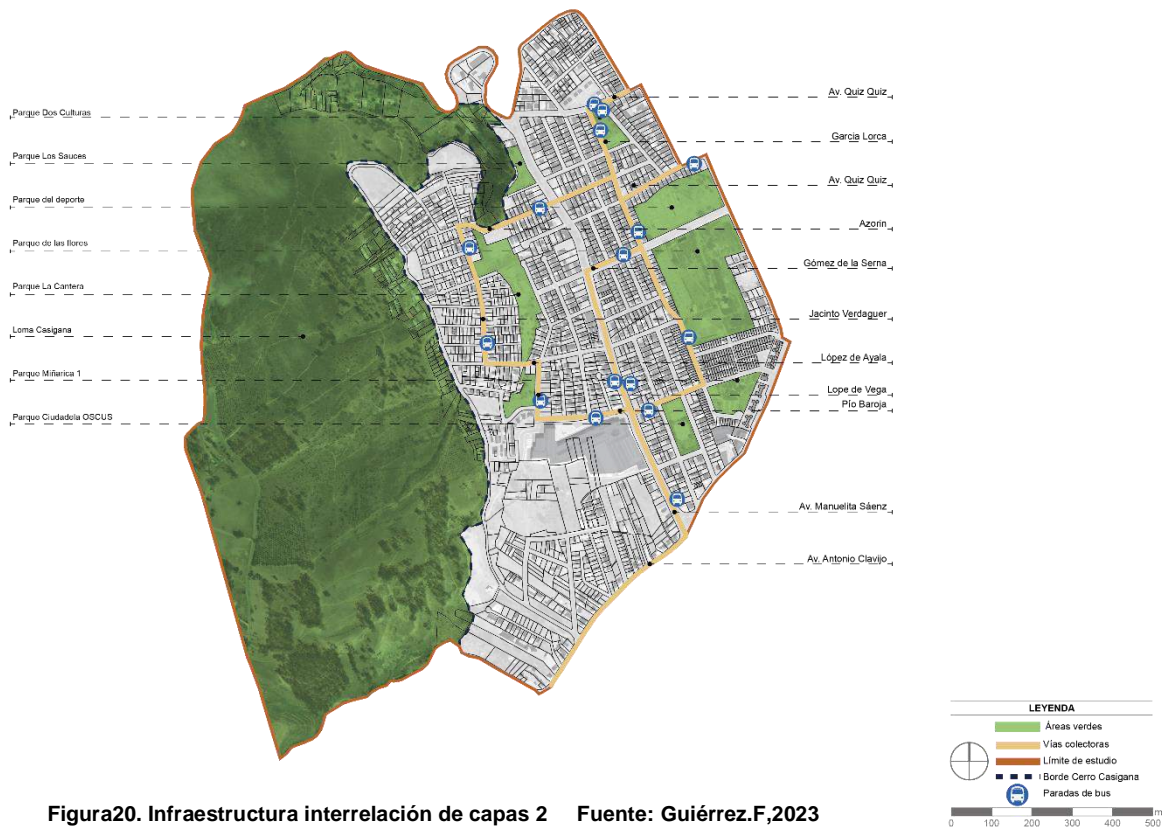 Parque Dos Culturas
Parque Los Sauces
Parque del deporte
Parque de las flores
Parque La Cantera
Loma Casigana
Parque Miñarica 1
Parque Ciudadela OSCUS
Av. Quiz Quiz
García Lorca
Av. Quiz Quiz
Azorín
Gómez de la Serna
Jacinto Verdaguer
López de Ayala
Lope de Vega
Pío Baroja
Av. Manuelita Sáenz
Av. Antonio Clavijo
LEYENDA
Áreas verdes
Vías colectoras
Límite de estudio
Borde Cerro Casigana
Paradas de bus
0 100 200 300 400 500 m
Figura20. Infraestructura interrelación de capas 2 Fuente: Guiérrez.F,2023